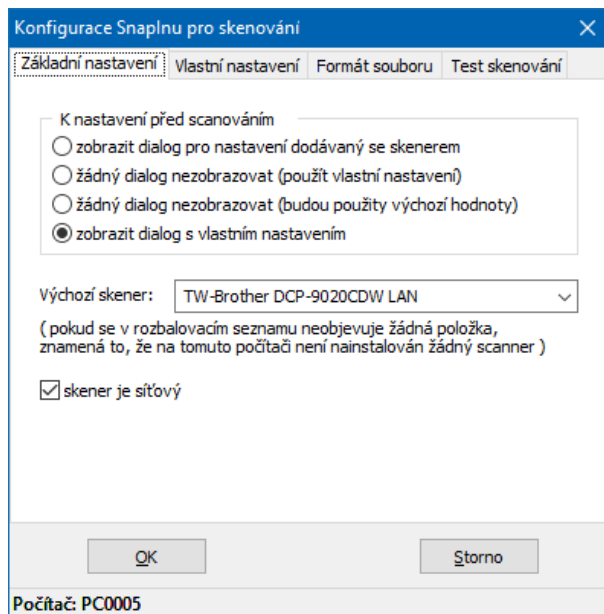 Konfigurace SnapInu pro skenování
Základní nastavení Vlastní nastavení Formát souboru Test skenování
K nastavení před scanováním
zobrazit dialog pro nastavení dodávaný se skenerem
žádný dialog nezobrazovat (použít vlastní nastavení)
žádný dialog nezobrazovat (budou použity výchozí hodnoty)
zobrazit dialog s vlastním nastavením
Výchozí skener: TW-Brother DCP-9020CDW LAN
( pokud se v rozbalovacím seznamu neobjevuje žádná položka,
znamená to, že na tomuto počítači není nainstalován žádný scanner )
skener je síťový
OK Storno
Počítač: PC0005